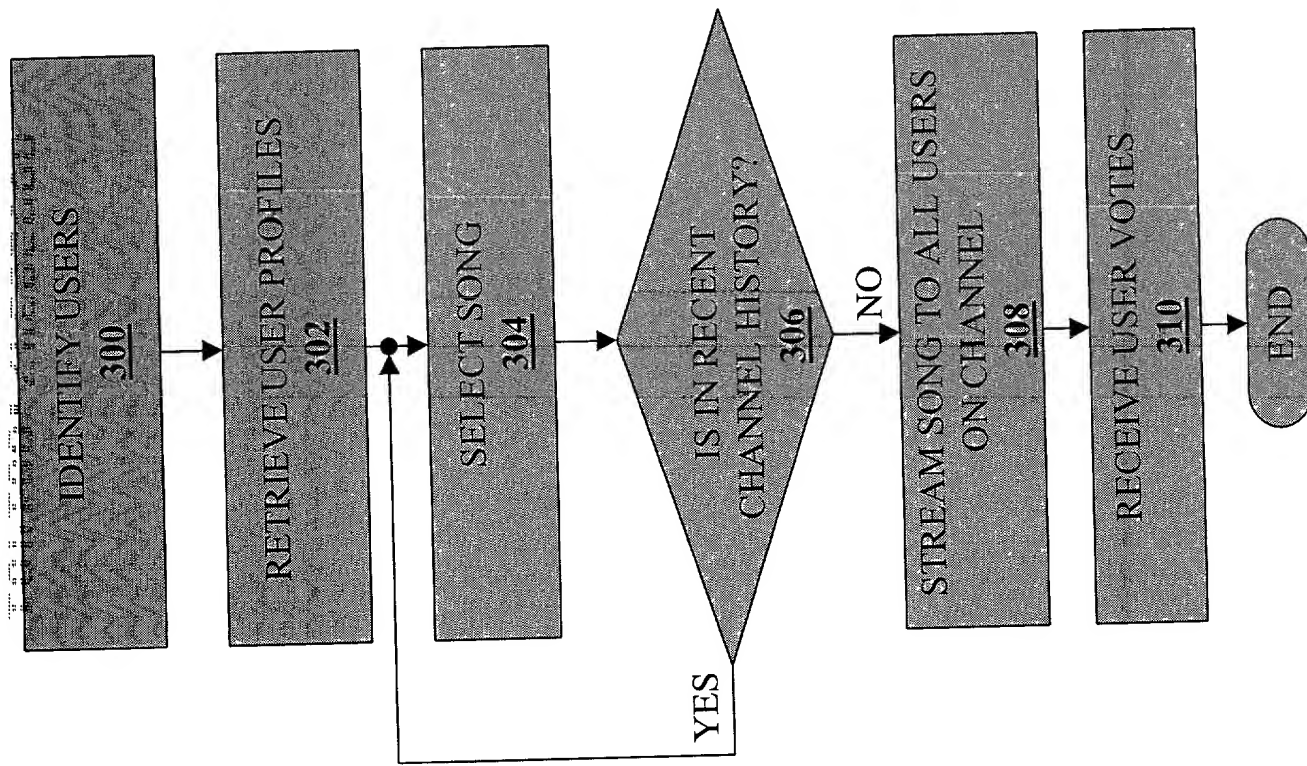 IDENTIFY USERS
300
RETRIEVE USER PROFILES
302
SELECT SONG
304
IS IN RECENT
CHANNEL HISTORY?
306
YES
NO
STREAM SONG TO ALL USERS
ON CHANNEL
308
RECEIVE USER VOTES
310
END